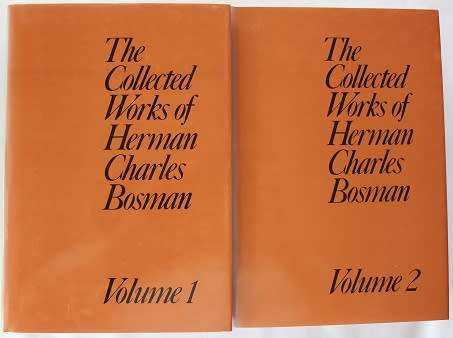 The
Collected
Works of
Herman
Charles
Bosman
Volume 1
The
Collected
Works of
Herman
Charles
Bosman
Volume 2